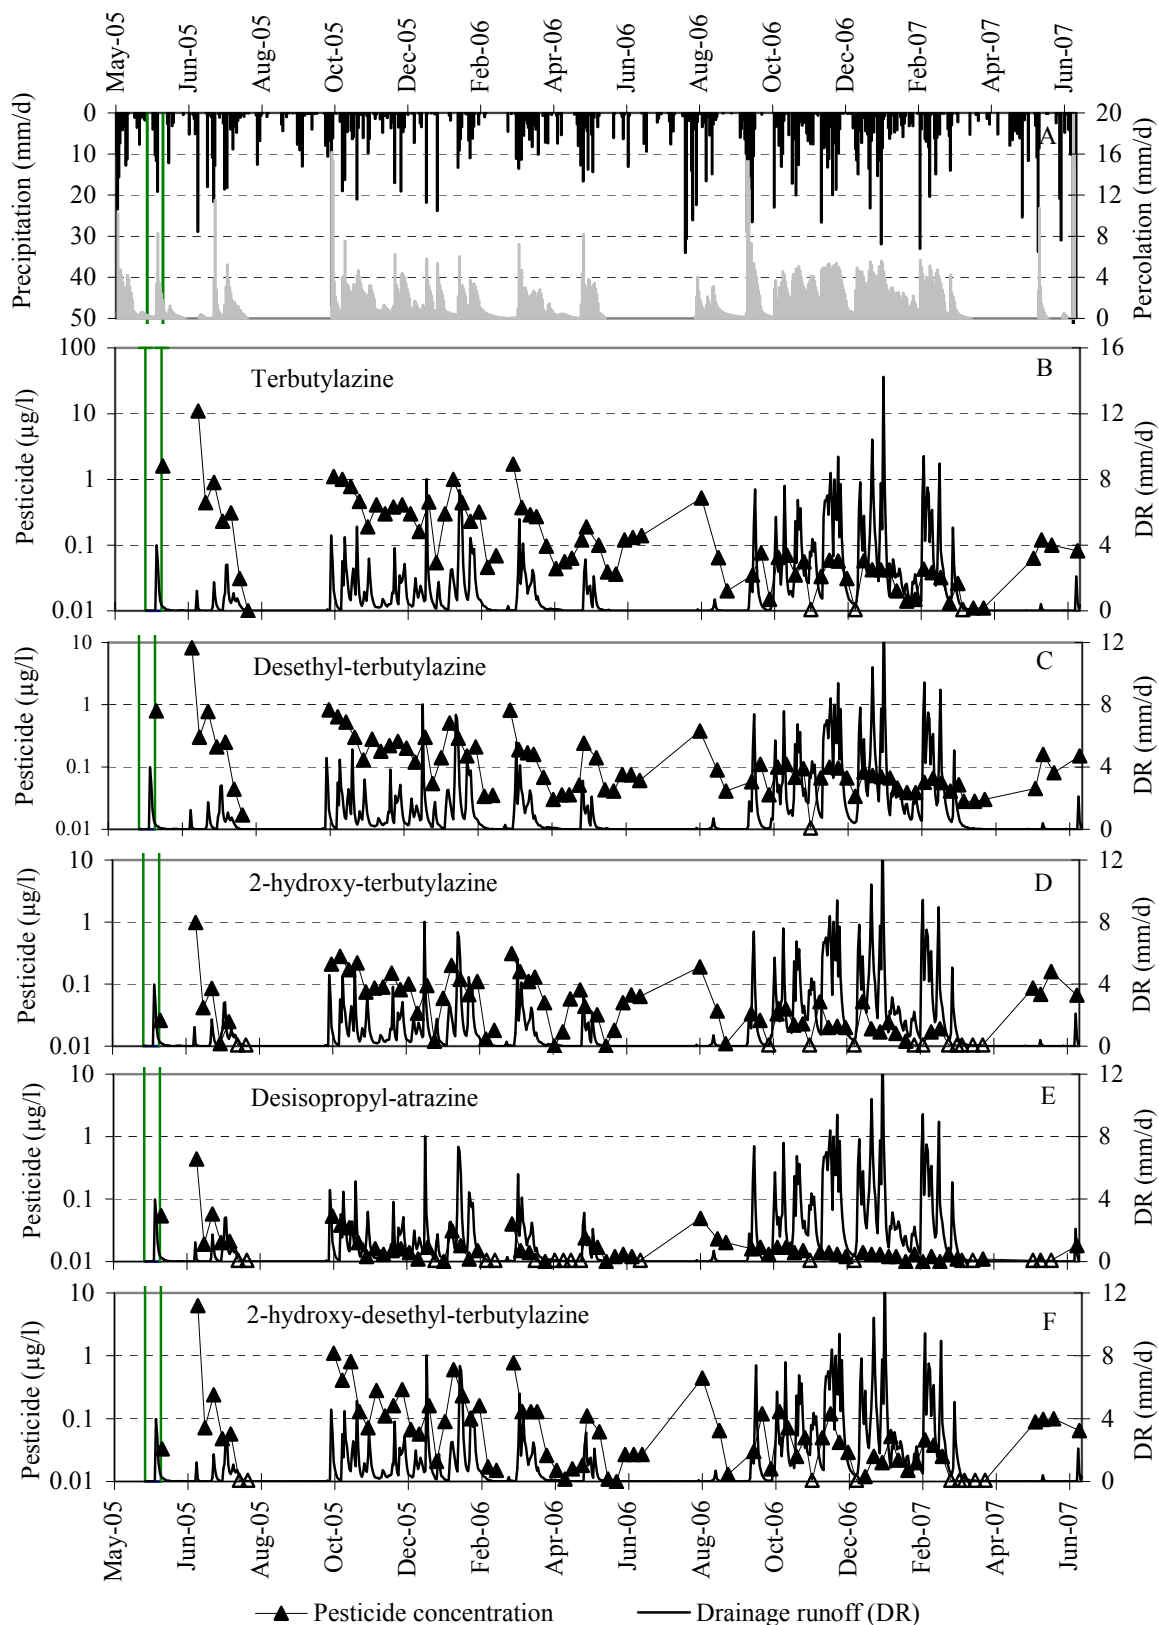 May-05 Jun-05 Aug-05 Oct-05 Dec-05 Feb-06 Apr-06 Jun-06 Aug-06 Oct-06 Dec-06 Feb-07 Apr-07 Jun-07
Precipitation (mm/d)
0
10
20
30
40
50
A
20
16
12
8
4
0
Percolation (mm/d)
Pesticide (µg/l)
100
10
1
0.1
0.01
Terbutylazine
B
16
12
8
4
0
DR (mm/d)
Pesticide (µg/l)
10
1
0.1
0.01
Desethyl-terbutylazine
C
12
8
4
0
DR (mm/d)
Pesticide (µg/l)
10
1
0.1
0.01
2-hydroxy-terbutylazine
D
12
8
4
0
DR (mm/d)
Pesticide (µg/l)
10
1
0.1
0.01
Desisopropyl-atrazine
E
12
8
4
0
DR (mm/d)
Pesticide (µg/l)
10
1
0.1
0.01
2-hydroxy-desethyl-terbutylazine
F
12
8
4
0
DR (mm/d)
May-05 Jun-05 Aug-05 Oct-05 Dec-05 Feb-06 Apr-06 Jun-06 Aug-06 Oct-06 Dec-06 Feb-07 Apr-07 Jun-07
Pesticide concentration Drainage runoff (DR)